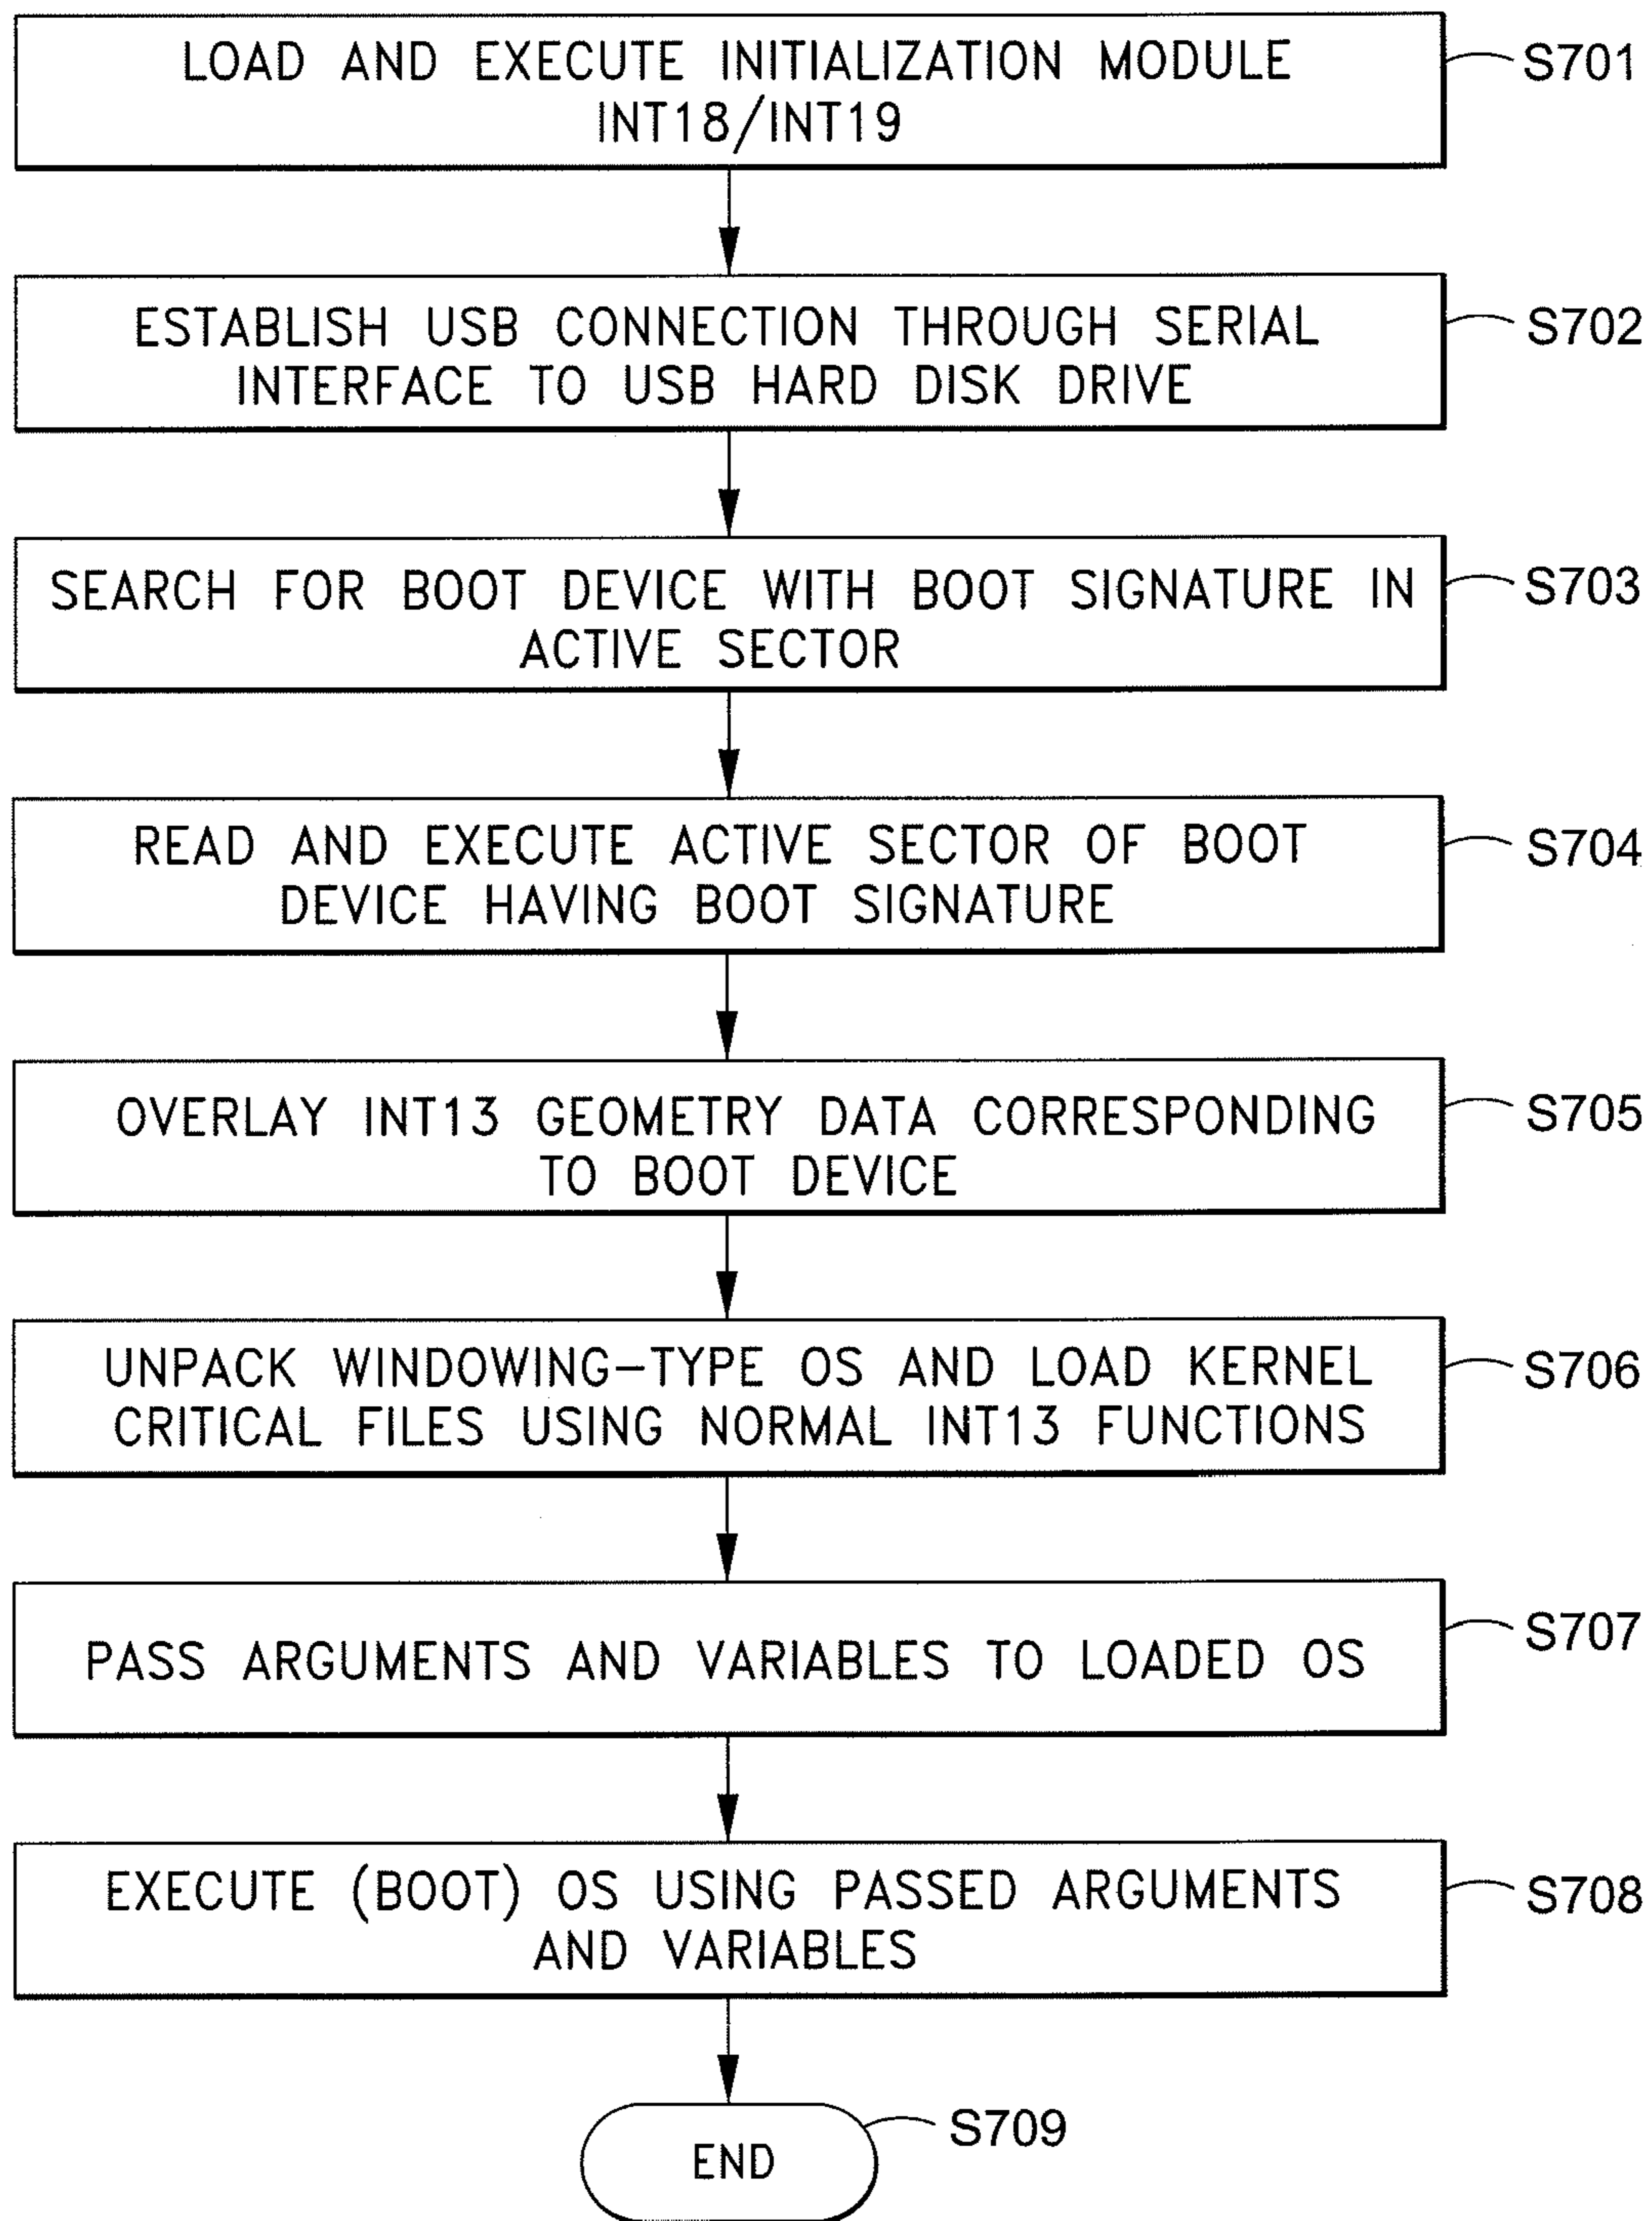 LOAD AND EXECUTE INITIALIZATION MODULE
INT18/INT19
S701
ESTABLISH USB CONNECTION THROUGH SERIAL
INTERFACE TO USB HARD DISK DRIVE
S702
SEARCH FOR BOOT DEVICE WITH BOOT SIGNATURE IN
ACTIVE SECTOR
S703
READ AND EXECUTE ACTIVE SECTOR OF BOOT
DEVICE HAVING BOOT SIGNATURE
S704
OVERLAY INT13 GEOMETRY DATA CORRESPONDING
TO BOOT DEVICE
S705
UNPACK WINDOWING-TYPE OS AND LOAD KERNEL
CRITICAL FILES USING NORMAL INT13 FUNCTIONS
S706
PASS ARGUMENTS AND VARIABLES TO LOADED OS
S707
EXECUTE (BOOT) OS USING PASSED ARGUMENTS
AND VARIABLES
S708
END
S709